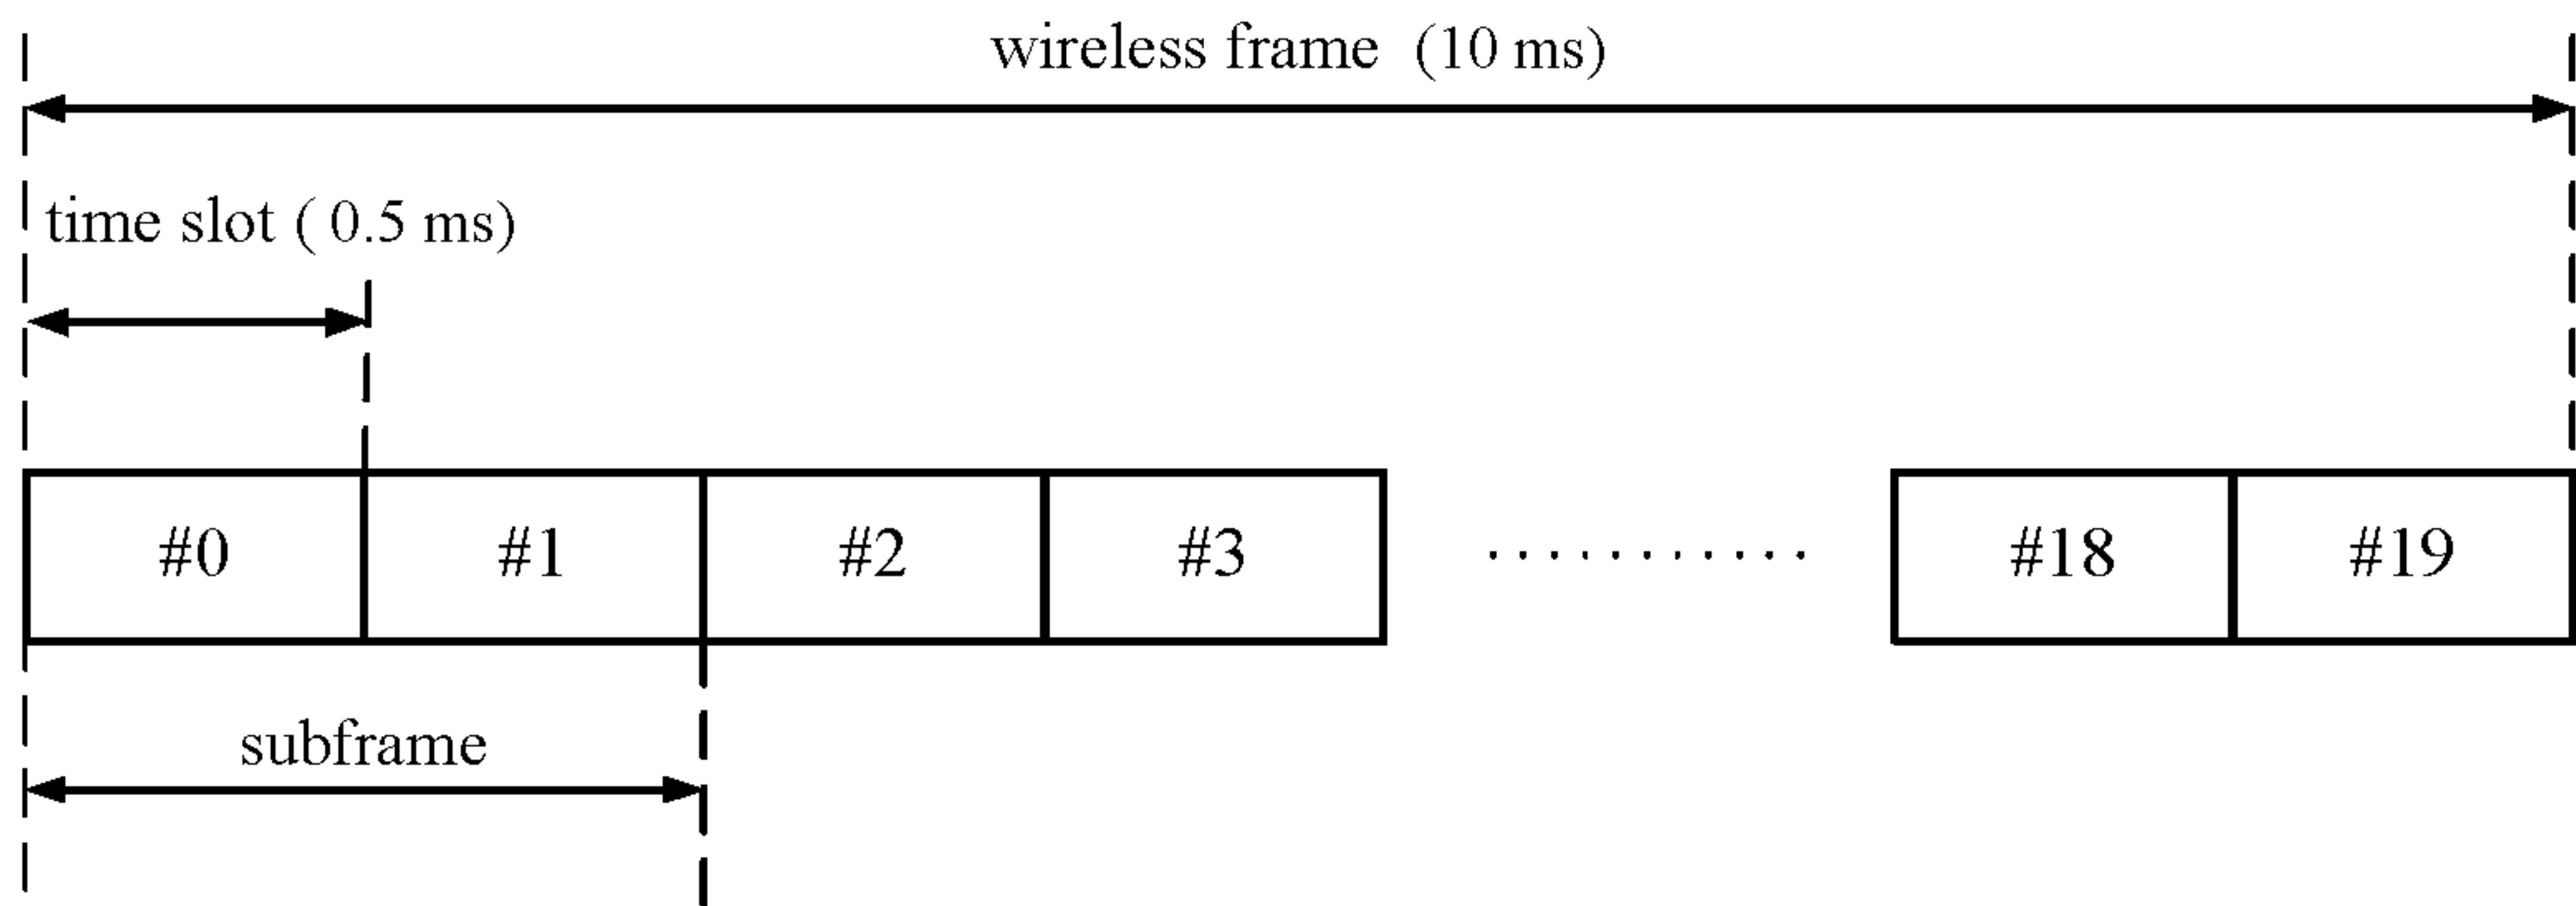 wireless frame (10 ms)
time slot ( 0.5 ms)
#0 #1 #2 #3 ........... #18 #19
subframe